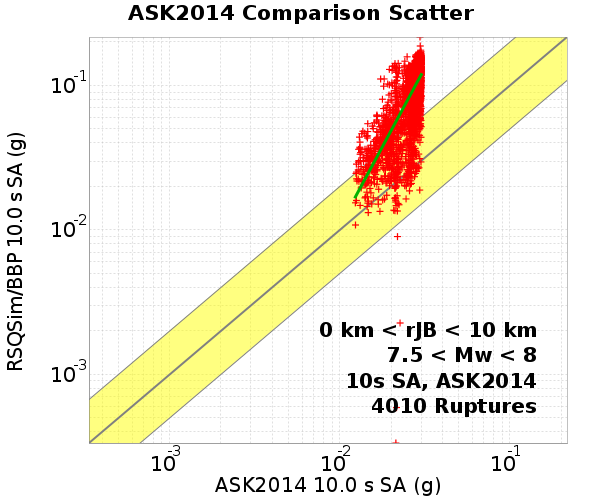 ASK2014 Comparison Scatter
RSQSim/BBP 10.0 s SA (g)
10-1
10-2
10-3
0 km < rJB < 10 km
7.5 < Mw < 8
10s SA, ASK2014
4010 Ruptures
10-3 10-2 10-1
ASK2014 10.0 s SA (g)